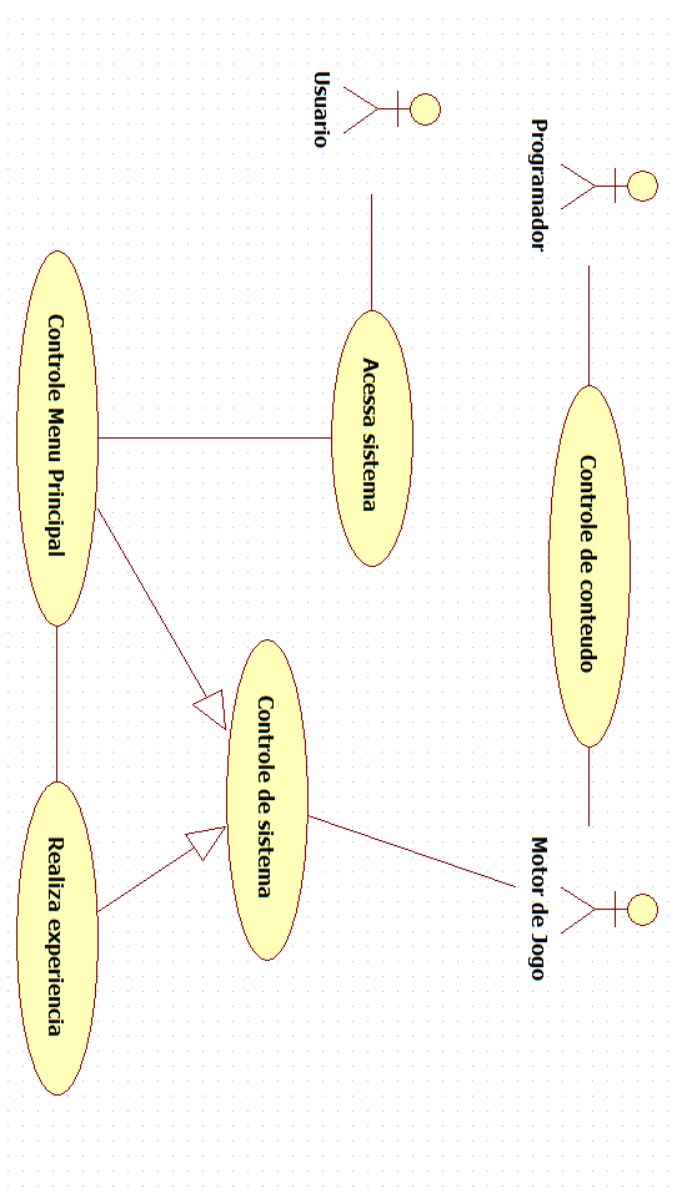 Programador
Controle de conteudo
Motor de Jogo
Usuario
Acessa sistema
Controle de sistema
Controle Menu Principal
Realiza experiencia